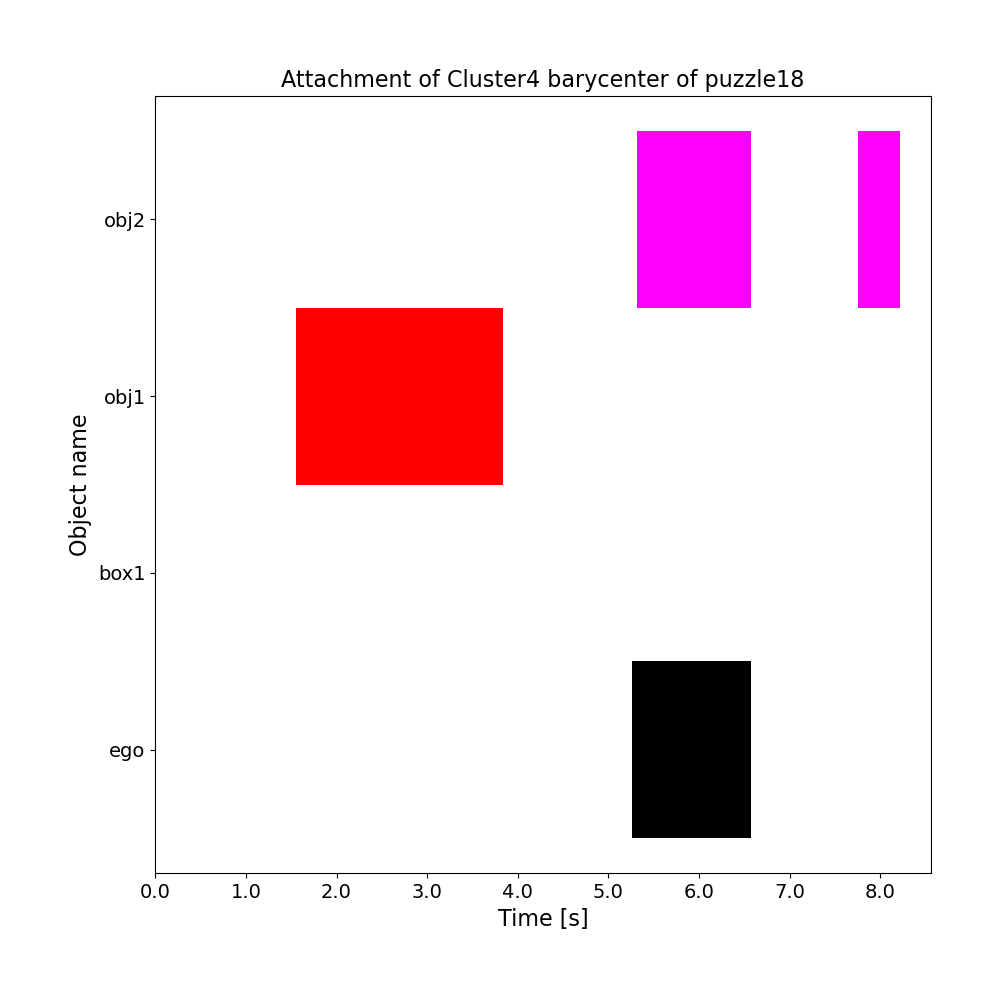 Attachment of Cluster4 barycenter of puzzle18
obj2
obj1
box1
ego
Object name
0.0 1.0 2.0 3.0 4.0 5.0 6.0 7.0 8.0
Time [s]